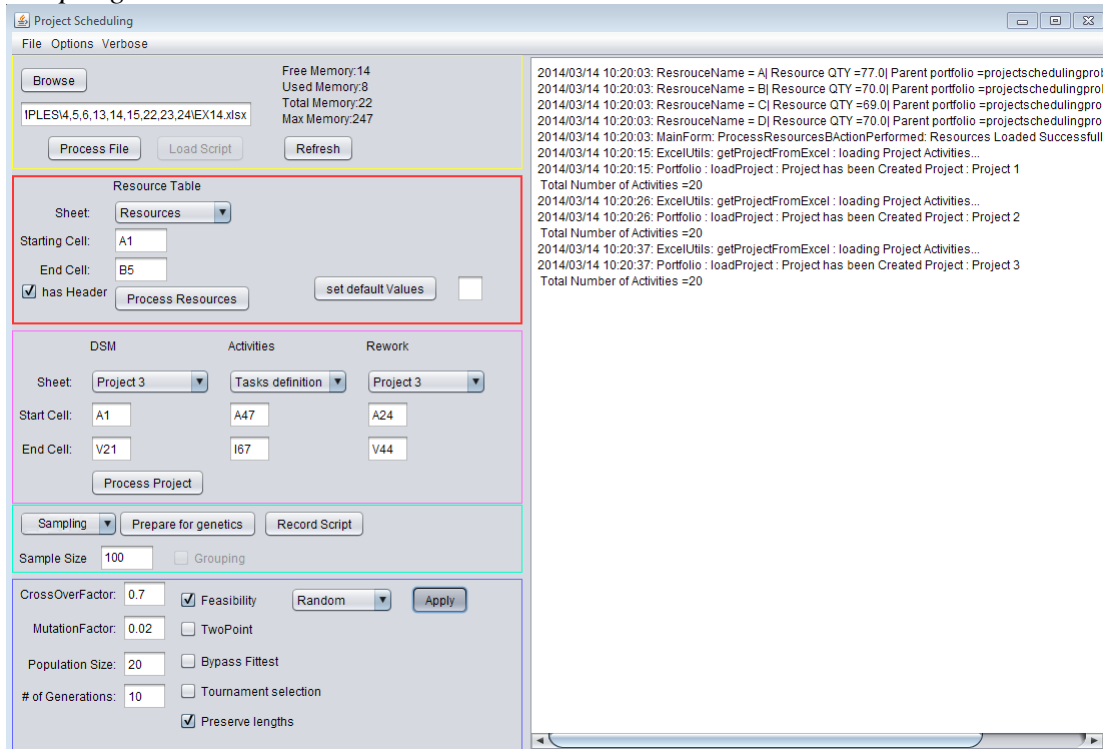 Project Scheduling
File Options Verbose
Browse
Free Memory:14
Used Memory:8
Total Memory:22
Max Memory:247
IPLES\4,5,6,13,14,15,22,23,24\EX14.xlsx
Process File Load Script Refresh
Resource Table
Sheet: Resources
Starting Cell: A1
End Cell: B5
has Header Process Resources set default Values
DSM Activities Rework
Sheet: Project 3 Tasks definition Project 3
Start Cell: A1 A47 A24
End Cell: V21 I67 V44
Process Project
Sampling Prepare for genetics Record Script
Sample Size 100 Grouping
CrossOverFactor: 0.7 Feasibility Random Apply
MutationFactor: 0.02 TwoPoint
Population Size: 20 Bypass Fittest
# of Generations: 10 Tournament selection
Preserve lengths
2014/03/14 10:20:03: ResrouceName = A| Resource QTY =77.0| Parent portfolio =projectschedulingprol
2014/03/14 10:20:03: ResrouceName = B| Resource QTY =70.0| Parent portfolio =projectschedulingprol
2014/03/14 10:20:03: ResrouceName = C| Resource QTY =69.0| Parent portfolio =projectschedulingpro
2014/03/14 10:20:03: ResrouceName = D| Resource QTY =70.0| Parent portfolio =projectschedulingpro
2014/03/14 10:20:03: MainForm: ProcessResourcesBActionPerformed: Resources Loaded Successfull
2014/03/14 10:20:15: ExcelUtils: getProjectFromExcel : loading Project Activities...
2014/03/14 10:20:15: Portfolio : loadProject : Project has been Created Project : Project 1
Total Number of Activities =20
2014/03/14 10:20:26: ExcelUtils: getProjectFromExcel : loading Project Activities...
2014/03/14 10:20:26: Portfolio : loadProject : Project has been Created Project : Project 2
Total Number of Activities =20
2014/03/14 10:20:37: ExcelUtils: getProjectFromExcel : loading Project Activities...
2014/03/14 10:20:37: Portfolio : loadProject : Project has been Created Project : Project 3
Total Number of Activities =20